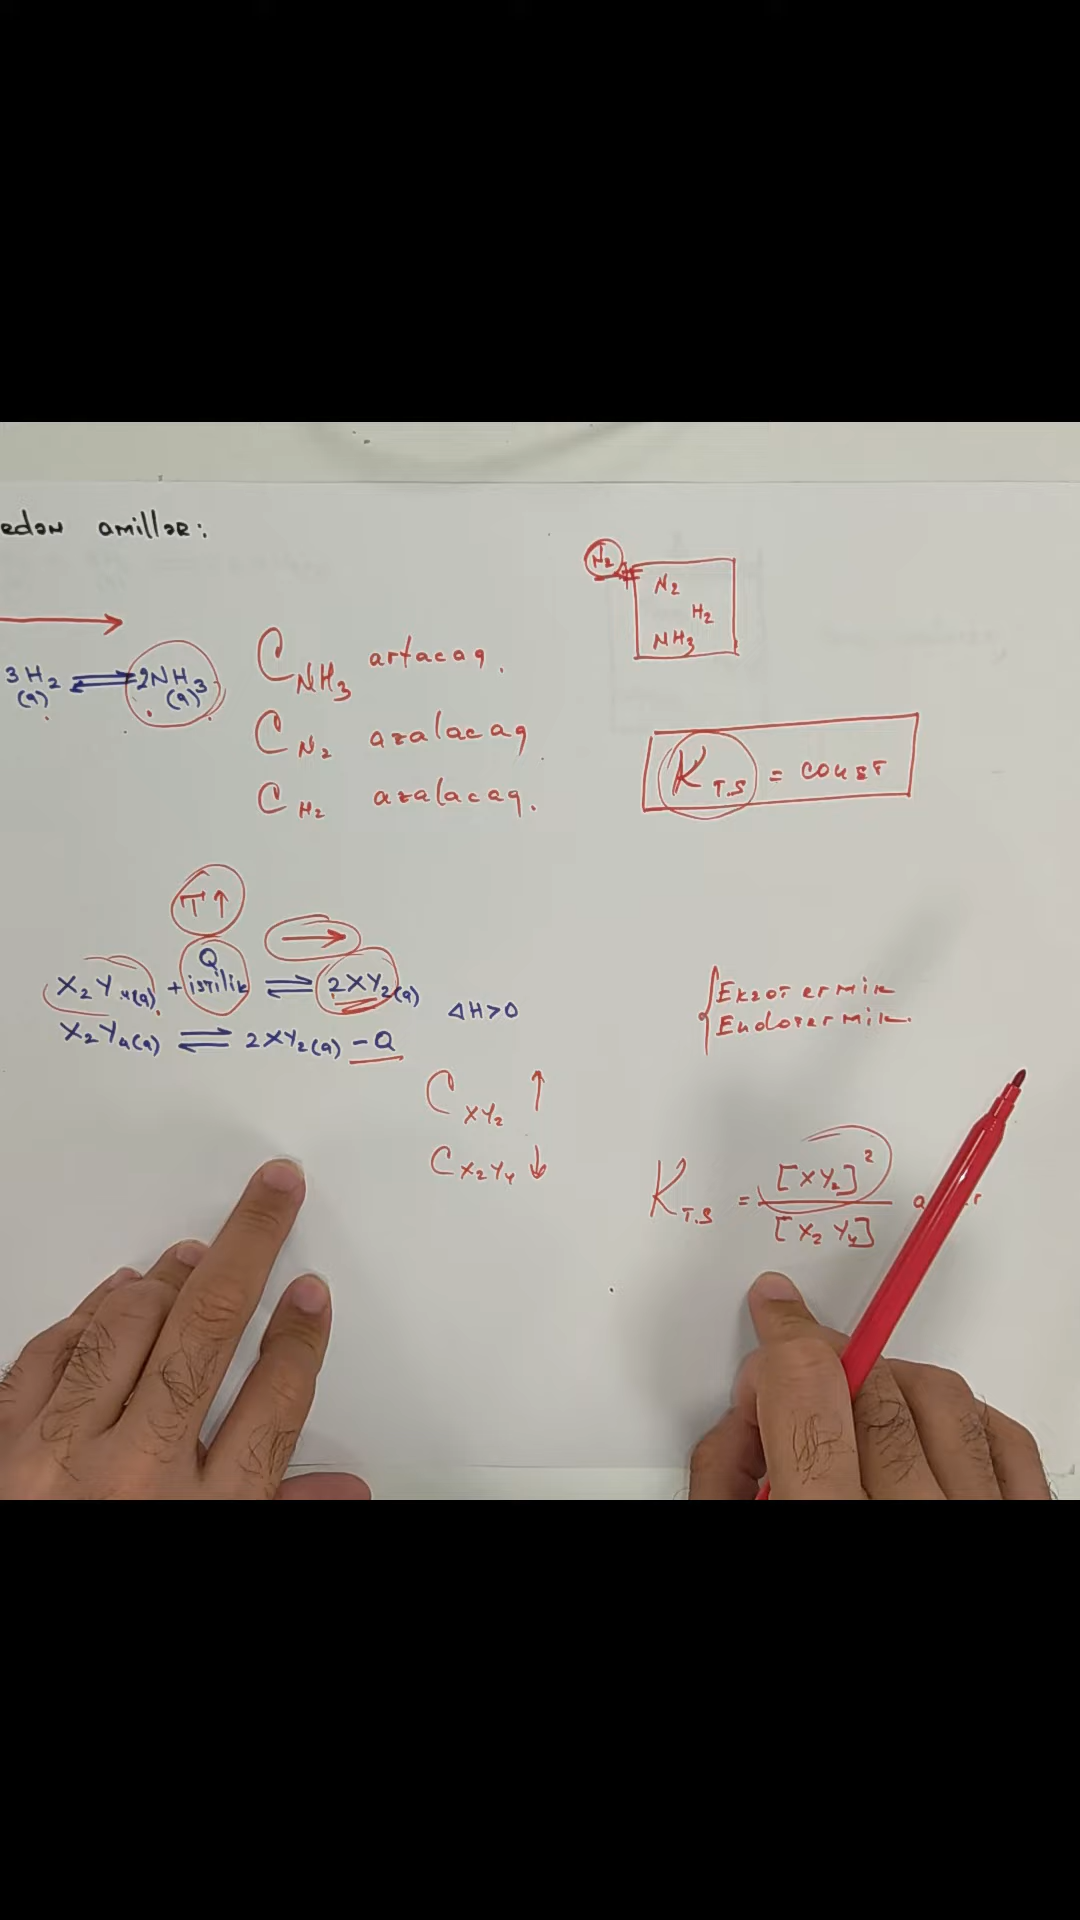 edən amillər:
N₂
N₂
H₂
NH₃
3H₂(q) ⇌ 2NH₃(q)
C NH₃ artacaq.
C N₂ azalacaq
C H₂ azalacaq.
K T.S = const
T↑
→
X₂Y₄(q) + Q istilik ⇌ 2XY₂(q) ΔH>0
X₂Y₄(q) ⇌ 2XY₂(q) – Q
Ekzotermik
Endotermik.
C XY₂ ↑
C X₂Y₄ ↓
K T.S = [XY₂]² / [X₂Y₄]